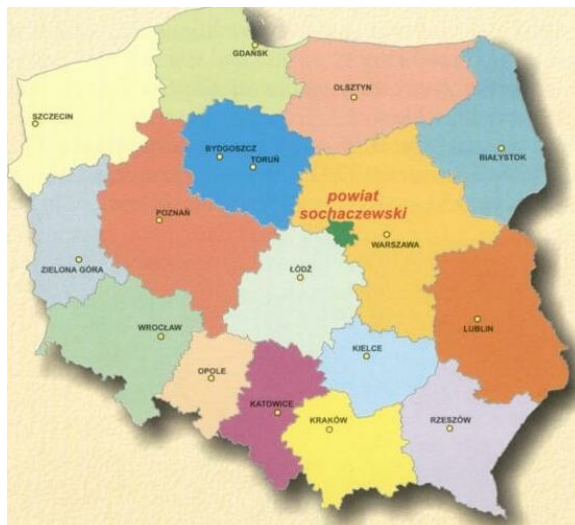 GDAŃSK
OLSZTYN
SZCZECIN
BYDGOSZCZ
TORUŃ
BIAŁYSTOK
powiat
sochaczewski
POZNAŃ
WARSZAWA
ZIELONA GÓRA
ŁÓDŹ
WROCŁAW
LUBLIN
KIELCE
OPOLE
KATOWICE
KRAKÓW
RZESZÓW